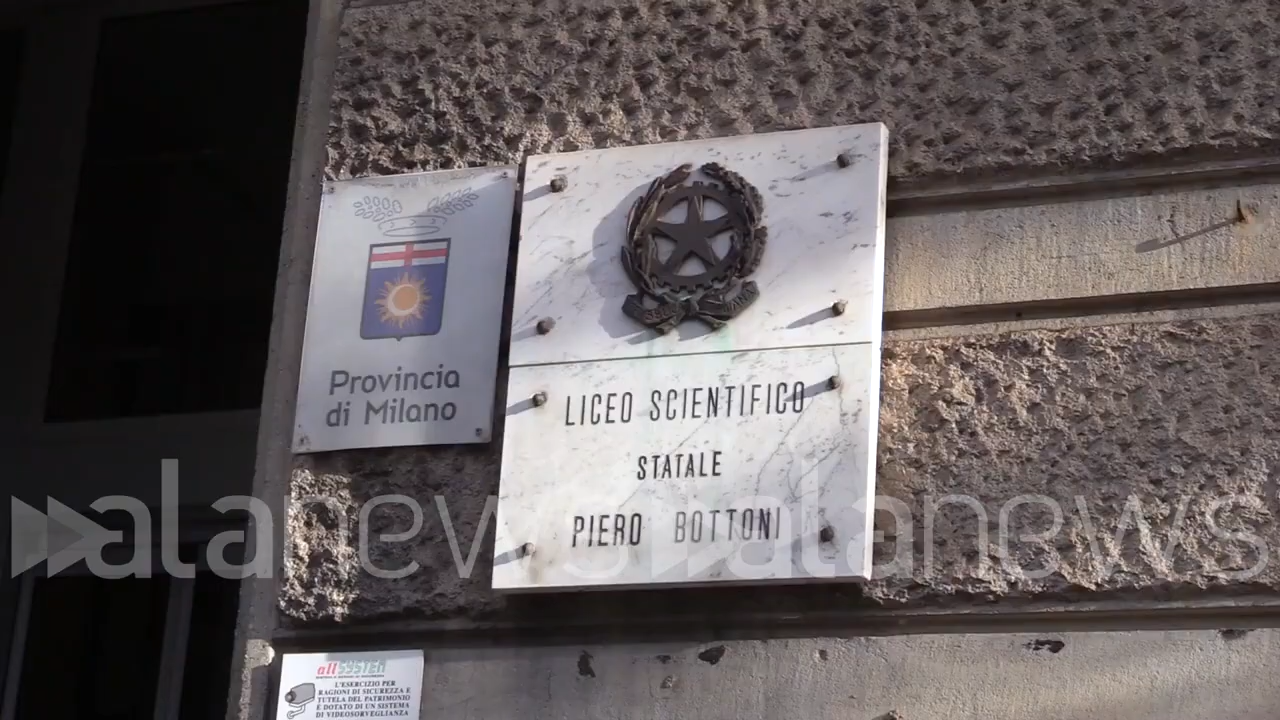 Provincia
di Milano
LICEO SCIENTIFICO
STATALE
PIERO BOTTONI
alanews alanews
allSYSTEM
L'ESERCIZIO PER
RAGIONI DI SICUREZZA E
TUTELA DEL PATRIMONIO
E DOTATO DI UN SISTEMA
DI VIDEOSORVEGLIANZA